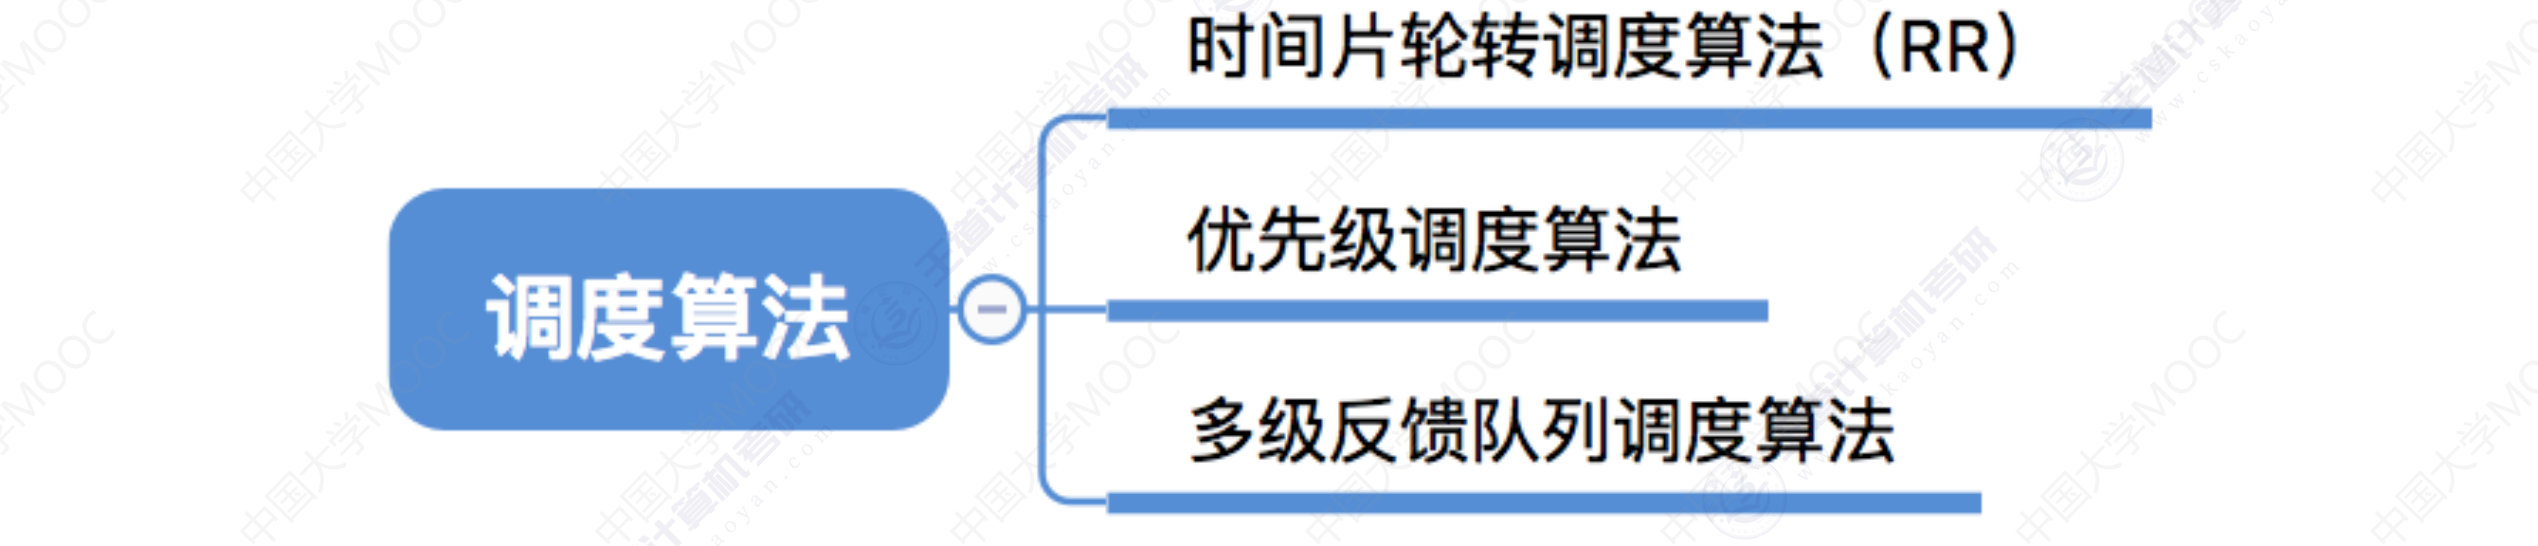 时间片轮转调度算法（RR）
优先级调度算法
调度算法
多级反馈队列调度算法
中国大学MOOC
王道计算机考研
www.cskaoyan.com